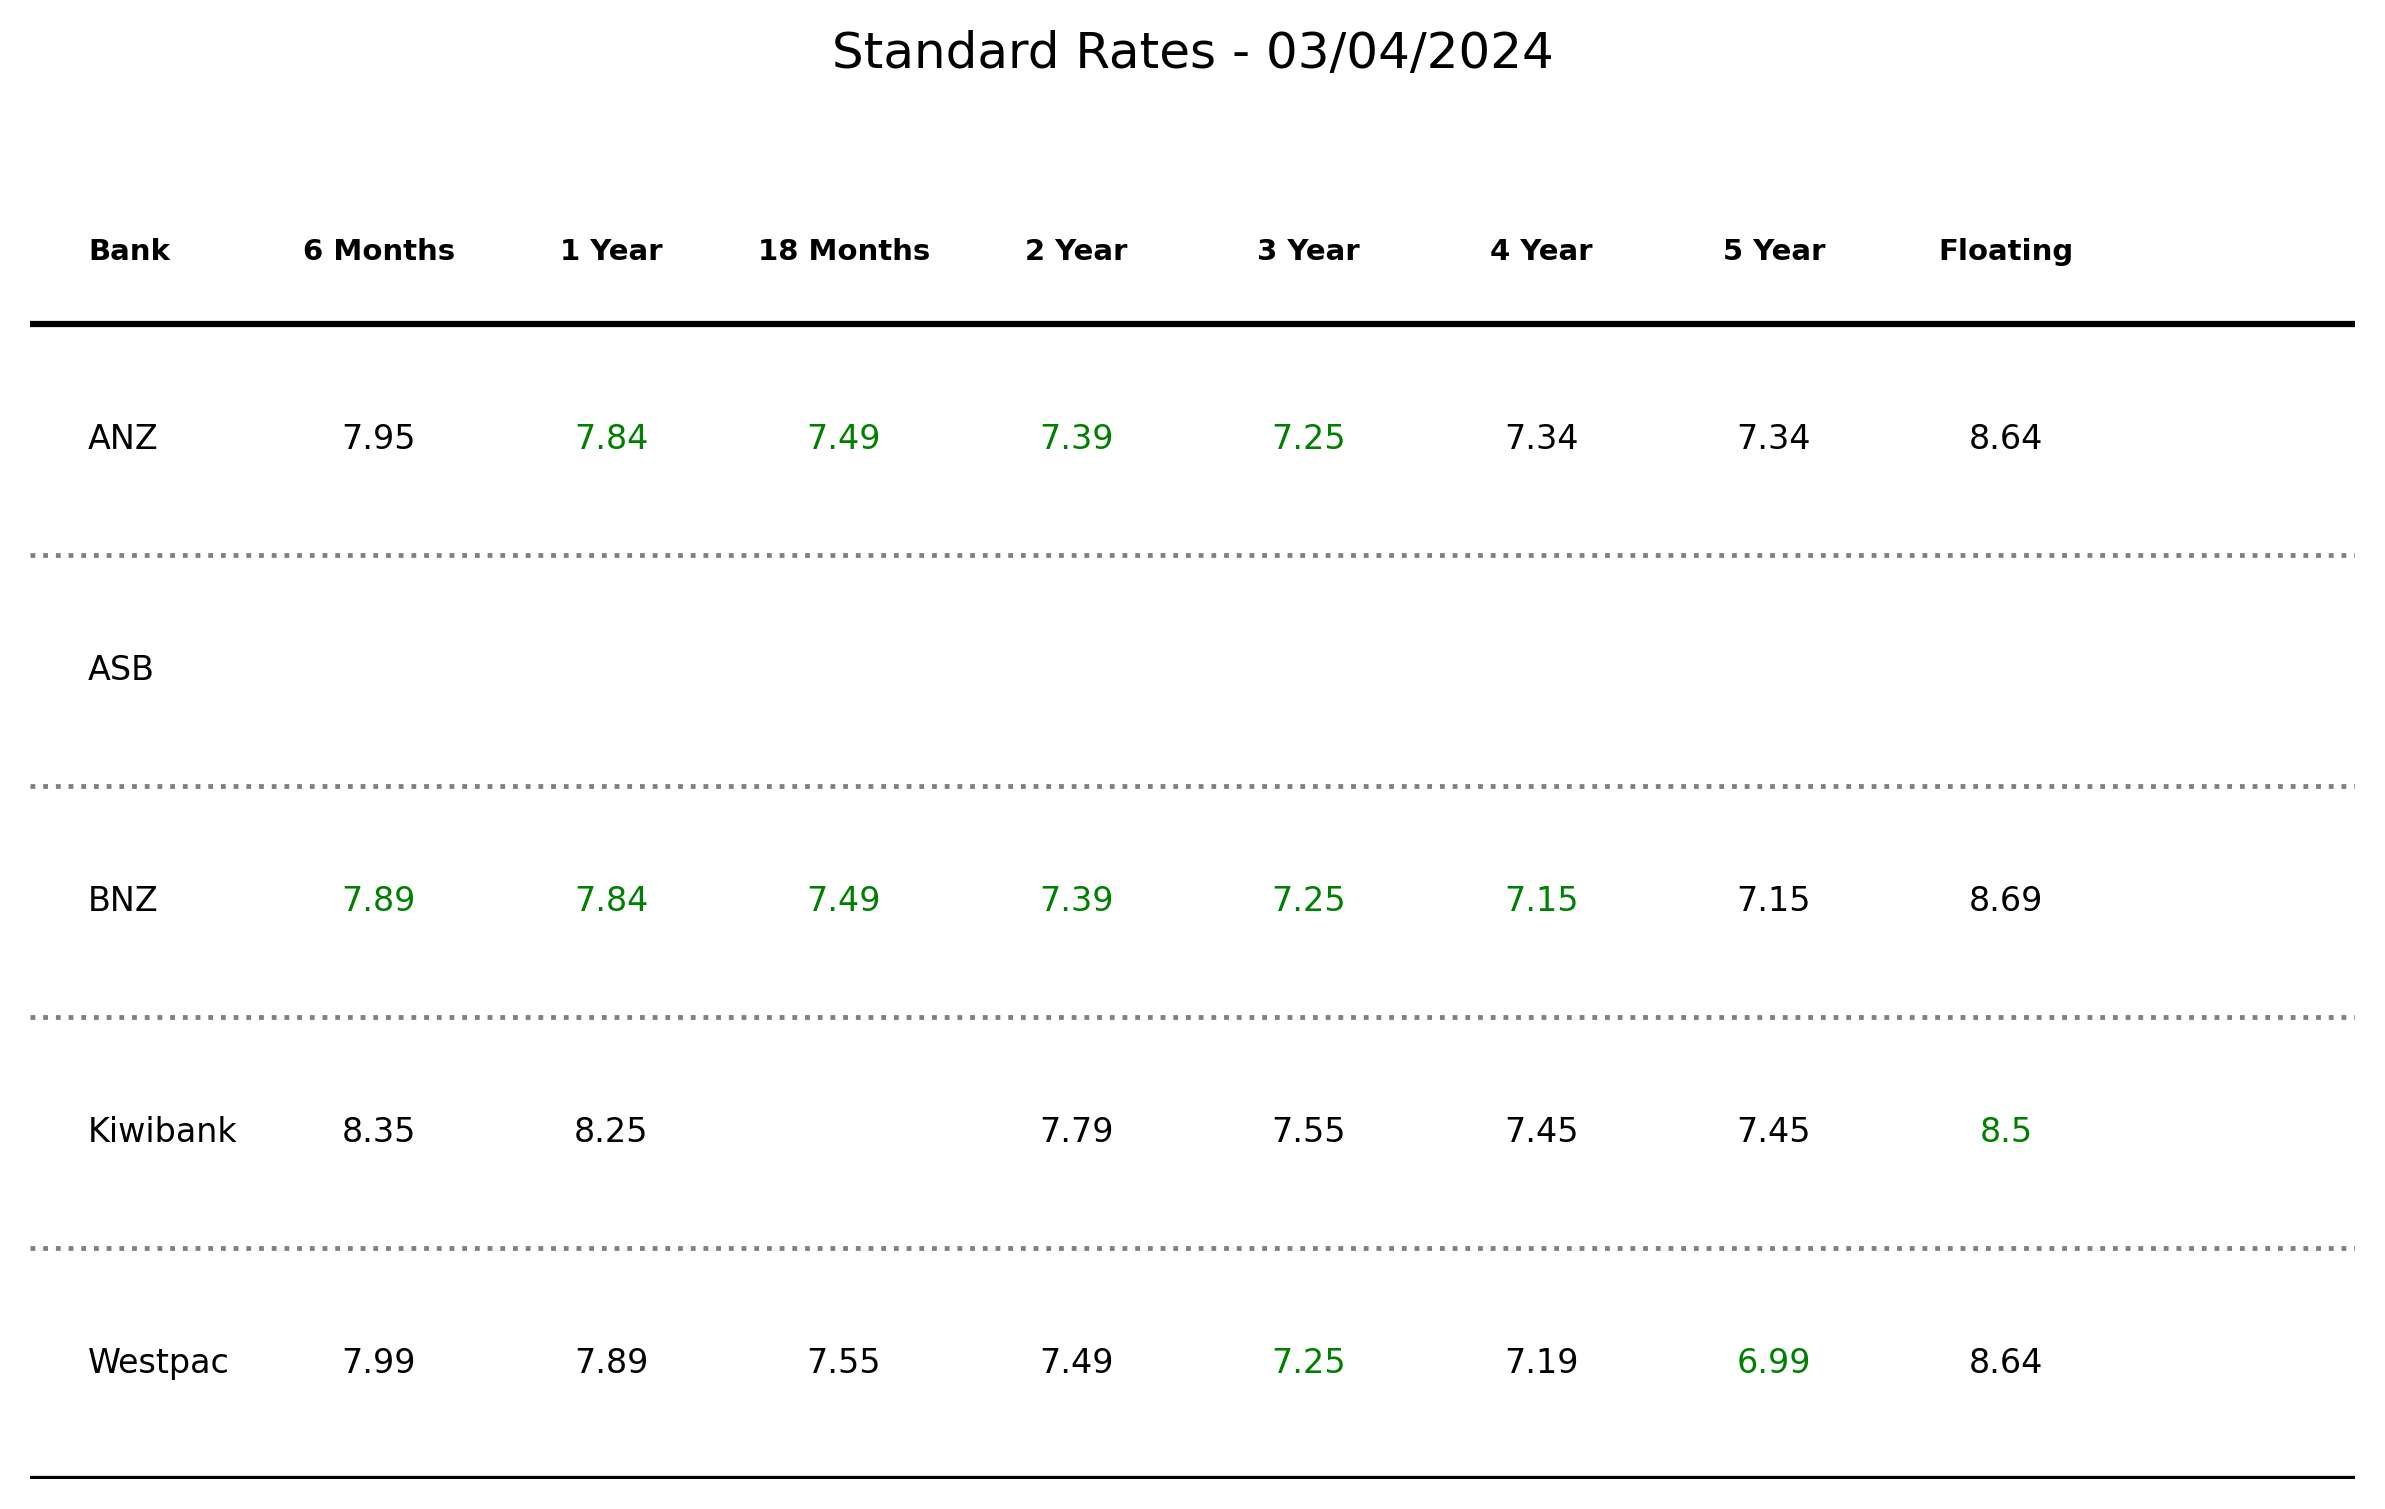 Standard Rates - 03/04/2024
Bank 6 Months 1 Year 18 Months 2 Year 3 Year 4 Year 5 Year Floating
ANZ 7.95 7.84 7.49 7.39 7.25 7.34 7.34 8.64
ASB
BNZ 7.89 7.84 7.49 7.39 7.25 7.15 7.15 8.69
Kiwibank 8.35 8.25 7.79 7.55 7.45 7.45 8.5
Westpac 7.99 7.89 7.55 7.49 7.25 7.19 6.99 8.64